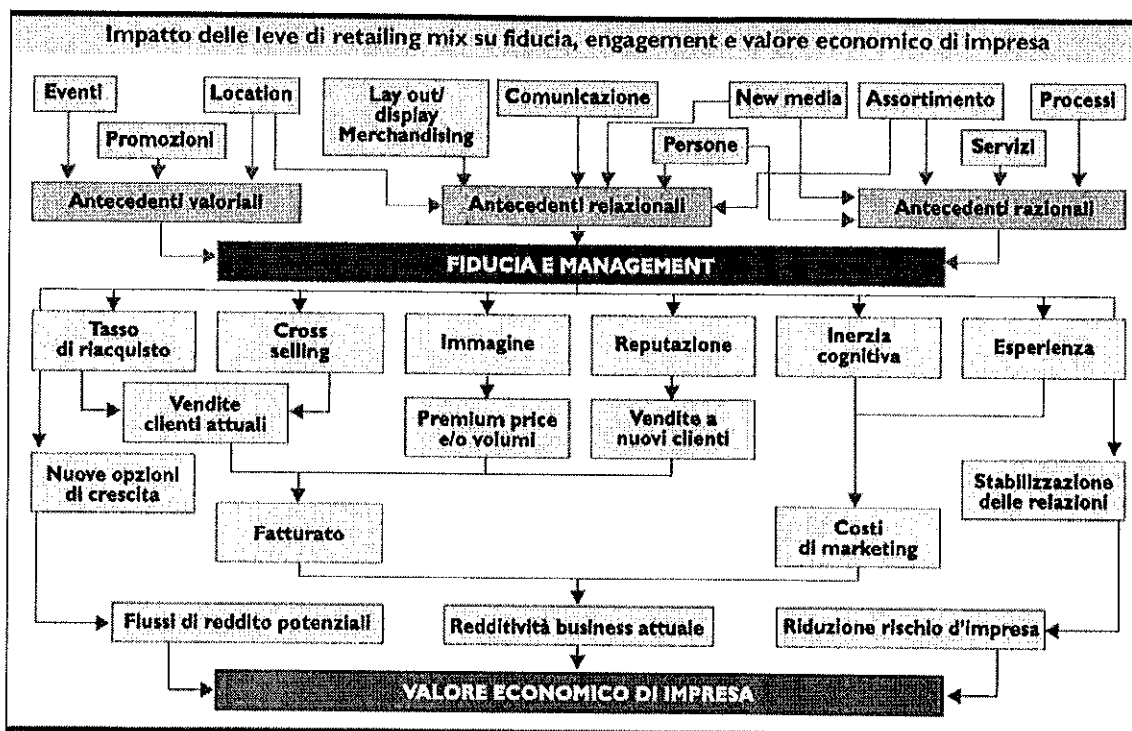 Impatto delle leve di retailing mix su fiducia, engagement e valore economico di impresa
Eventi
Location
Lay out/
display
Merchandising
Comunicazione
New media
Assortimento
Processi
Promozioni
Persone
Servizi
Antecedenti valoriali
Antecedenti relazionali
Antecedenti razionali
FIDUCIA E MANAGEMENT
Tasso
di riacquisto
Cross
selling
Immagine
Reputazione
Inerzia
cognitiva
Esperienza
Vendite
clienti attuali
Premium price
e/o volumi
Vendite a
nuovi clienti
Nuove opzioni
di crescita
Stabilizzazione
delle relazioni
Fatturato
Costi
di marketing
Flussi di reddito potenziali
Redditività business attuale
Riduzione rischio d'impresa
VALORE ECONOMICO DI IMPRESA